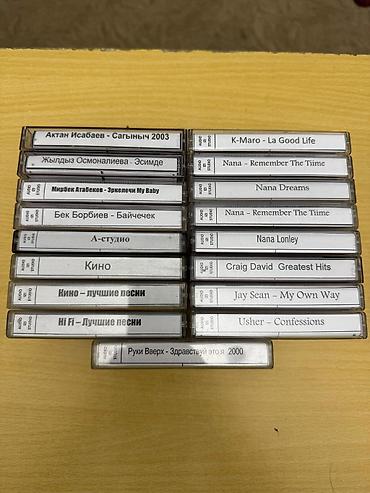 Актан Исабаев - Сагыныч 2003
Жылдыз Осмоналиева Эсимде
Мирбек Атабеков - Эркелечи My Baby
Бек Борбиев - Байчечек
А-студио
Кино
Кино – лучшие песни
Hi Fi – Лучшие песни
K-Maro - La Good Life
Nana – Remember The Tiime
Nana Dreams
Nana – Remember The Tiime
Nana Lonley
Craig David Greatest Hits
Jay Sean – My Own Way
Usher – Confessions
Руки Вверх - Здравствуй это я 2000